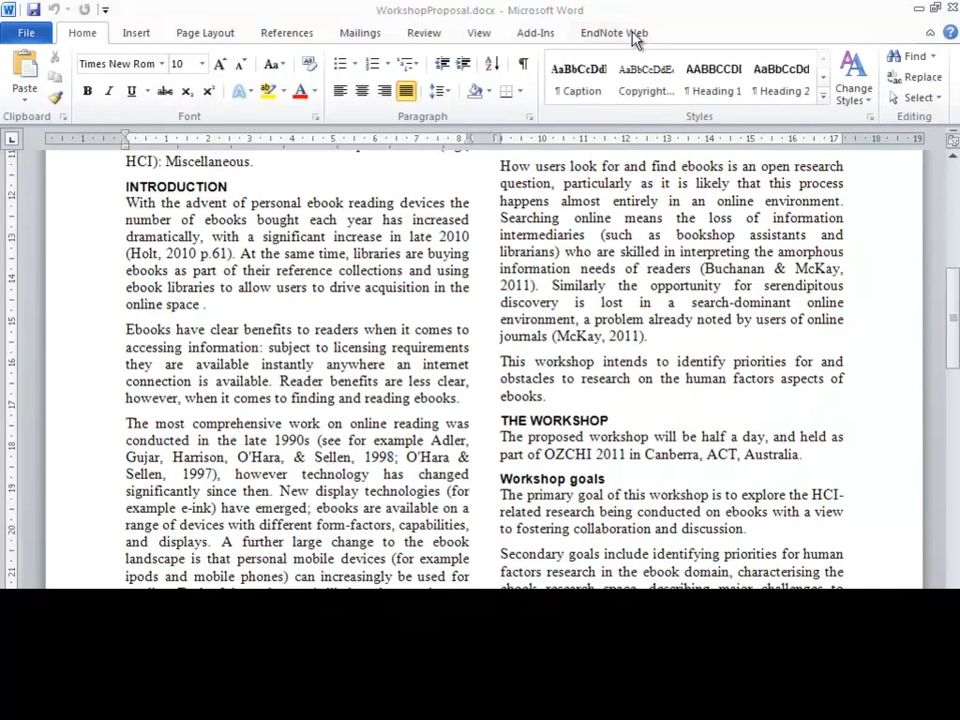 WorkshopProposal.docx - Microsoft Word
File Home Insert Page Layout References Mailings Review View Add-Ins EndNote Web
Paste
Times New Rom 10
AaBbCcDd AaBbCcDdE AABBCCDI AaBbCcDd
¶ Caption Copyright... ¶ Heading 1 ¶ Heading 2
Change
Styles
Find
Replace
Select
Clipboard Font Paragraph Styles Editing
HCI): Miscellaneous.
INTRODUCTION
With the advent of personal ebook reading devices the
number of ebooks bought each year has increased
dramatically, with a significant increase in late 2010
(Holt, 2010 p.61). At the same time, libraries are buying
ebooks as part of their reference collections and using
ebook libraries to allow users to drive acquisition in the
online space .
Ebooks have clear benefits to readers when it comes to
accessing information: subject to licensing requirements
they are available instantly anywhere an internet
connection is available. Reader benefits are less clear,
however, when it comes to finding and reading ebooks.
The most comprehensive work on online reading was
conducted in the late 1990s (see for example Adler,
Gujar, Harrison, O'Hara, & Sellen, 1998; O'Hara &
Sellen, 1997), however technology has changed
significantly since then. New display technologies (for
example e-ink) have emerged; ebooks are available on a
range of devices with different form-factors, capabilities,
and displays. A further large change to the ebook
landscape is that personal mobile devices (for example
ipods and mobile phones) can increasingly be used for
How users look for and find ebooks is an open research
question, particularly as it is likely that this process
happens almost entirely in an online environment.
Searching online means the loss of information
intermediaries (such as bookshop assistants and
librarians) who are skilled in interpreting the amorphous
information needs of readers (Buchanan & McKay,
2011). Similarly the opportunity for serendipitous
discovery is lost in a search-dominant online
environment, a problem already noted by users of online
journals (McKay, 2011).
This workshop intends to identify priorities for and
obstacles to research on the human factors aspects of
ebooks.
THE WORKSHOP
The proposed workshop will be half a day, and held as
part of OZCHI 2011 in Canberra, ACT, Australia.
Workshop goals
The primary goal of this workshop is to explore the HCI-
related research being conducted on ebooks with a view
to fostering collaboration and discussion.
Secondary goals include identifying priorities for human
factors research in the ebook domain, characterising the